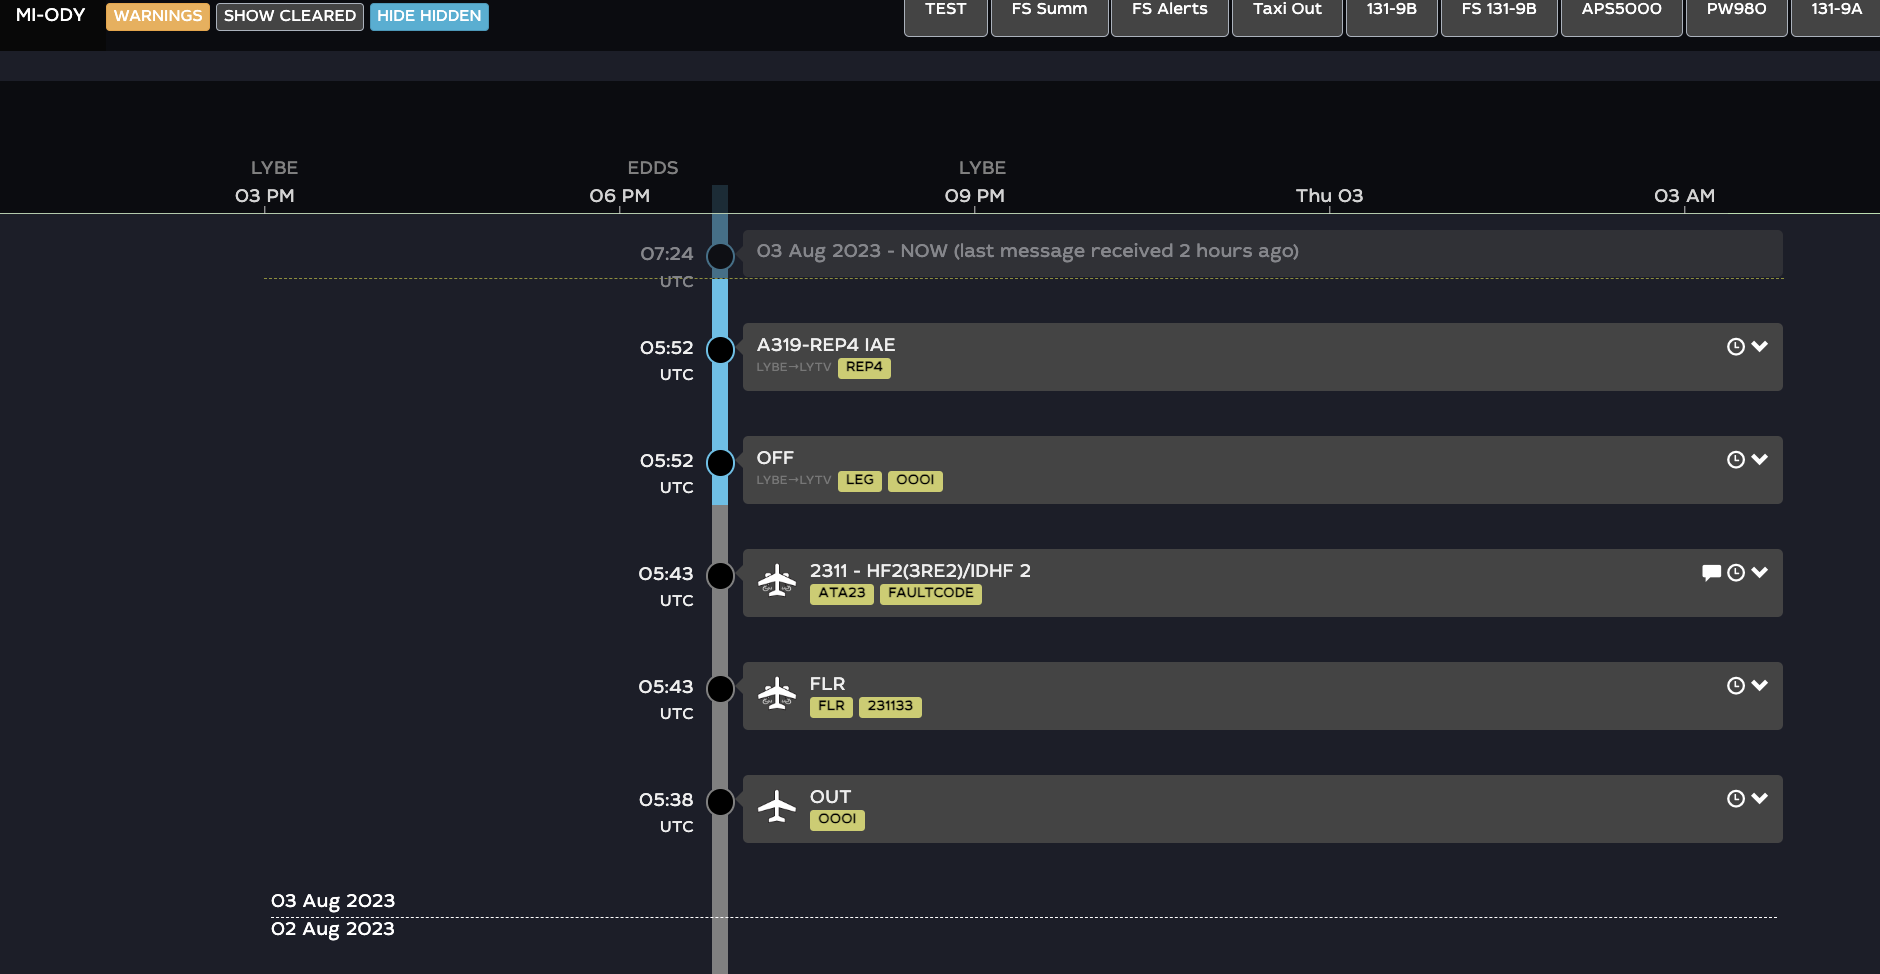 MI-ODY WARNINGS SHOW CLEARED HIDE HIDDEN TEST FS Summ FS Alerts Taxi Out 131-9B FS 131-9B APS5000 PW980 131-9A
LYBE EDDS LYBE
03 PM 06 PM 09 PM Thu 03 03 AM
07:24 03 Aug 2023 - NOW (last message received 2 hours ago)
UTC
05:52 A319-REP4 IAE
UTC LYBE→LYTV REP4
05:52 OFF
UTC LYBE→LYTV LEG OOOI
05:43 2311 - HF2(3RE2)/IDHF 2
UTC ATA23 FAULTCODE
05:43 FLR
UTC FLR 231133
05:38 OUT
UTC OOOI
03 Aug 2023
02 Aug 2023